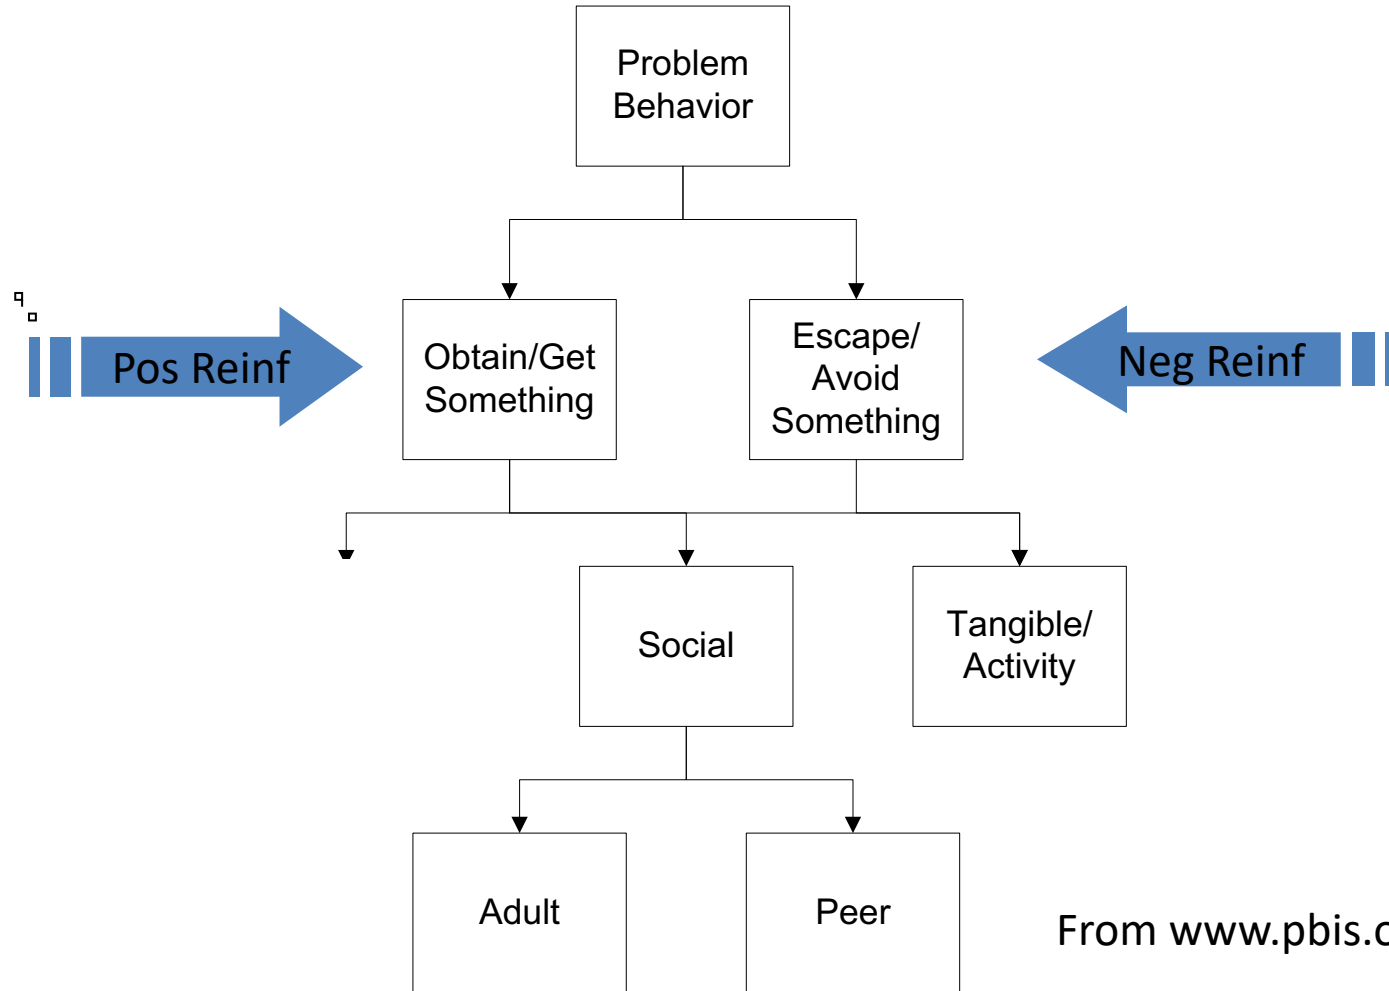 Problem
Behavior
Pos Reinf
Obtain/Get
Something
Escape/
Avoid
Something
Neg Reinf
Social
Tangible/
Activity
Adult
Peer
From www.pbis.o